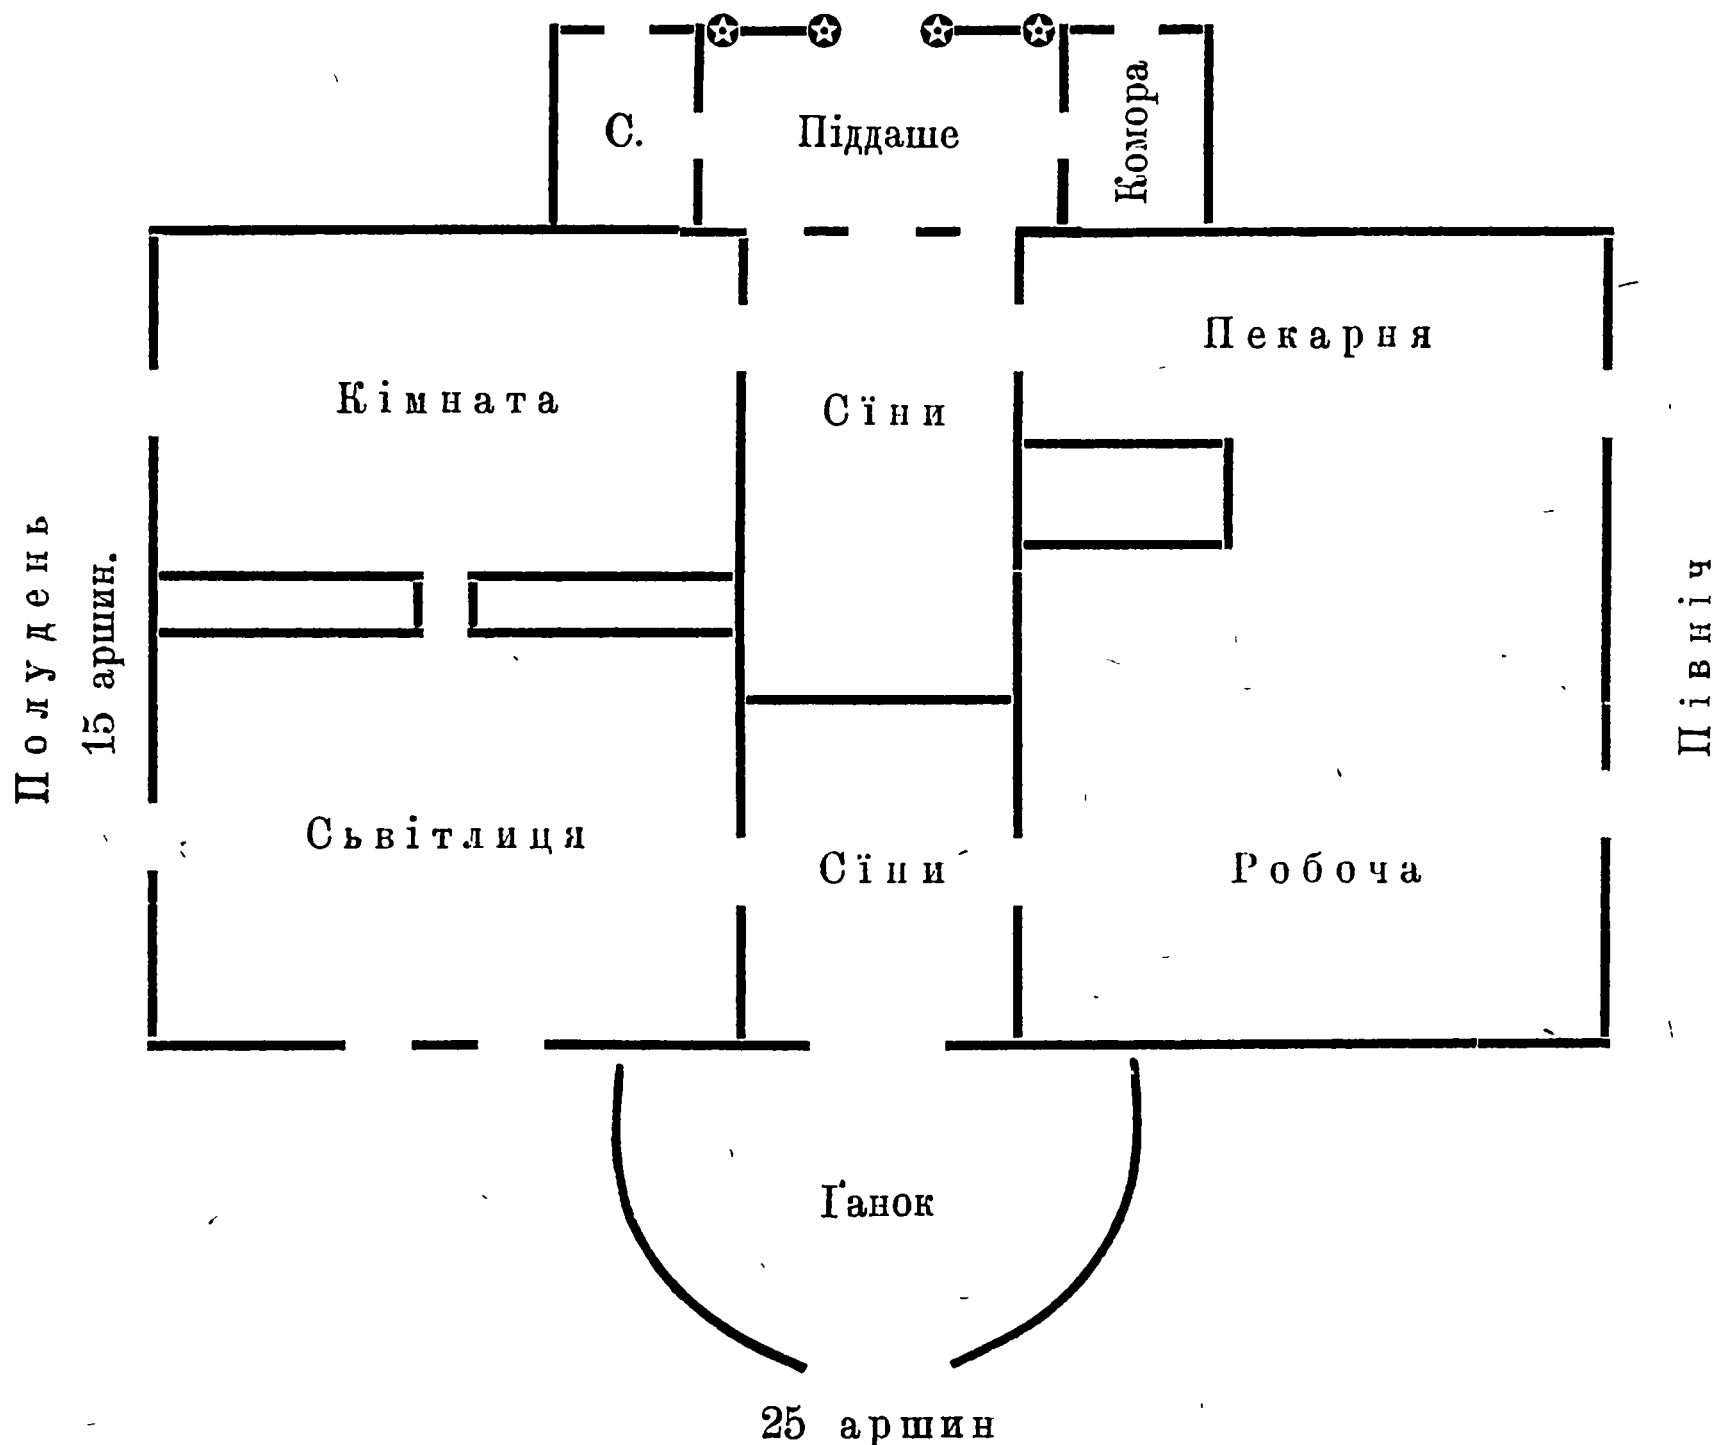 С.
Піддаше
Комора
Пекарня
Кімната
Сїни
Полудень
15 аршин.
Північ
Сьвітлиця
Сїни
Робоча
Ґанок
25 аршин